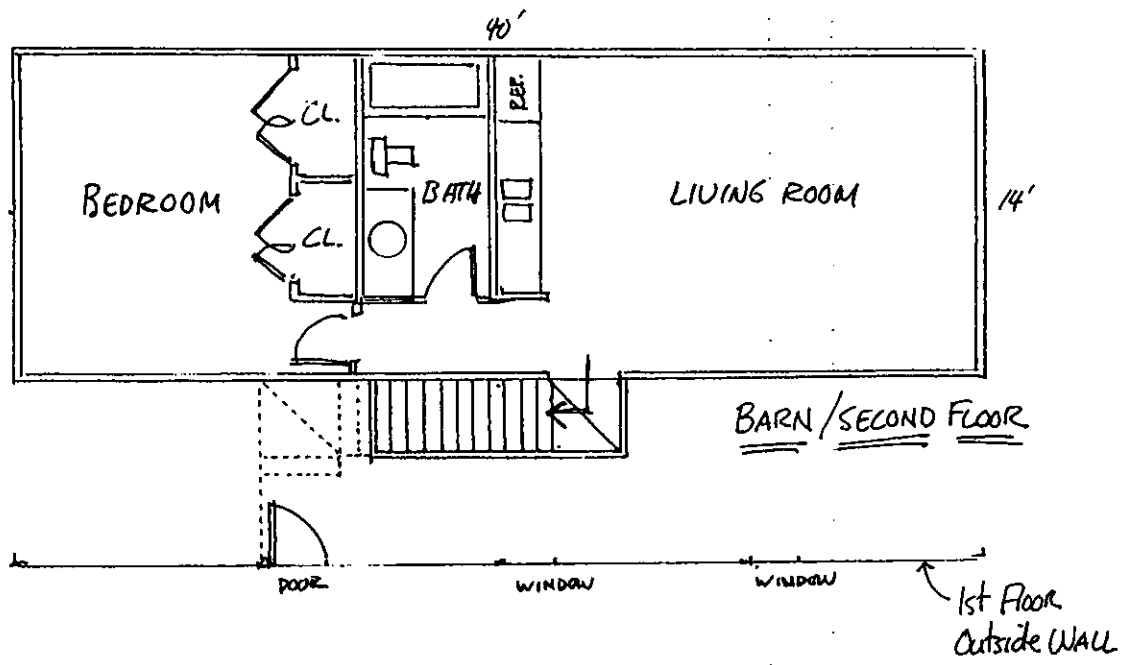 40'
CL.
REF.
BEDROOM
BATH
LIVING ROOM
14'
CL.
BARN/SECOND FLOOR
DOOR
WINDOW
WINDOW
1st Floor
Outside WALL